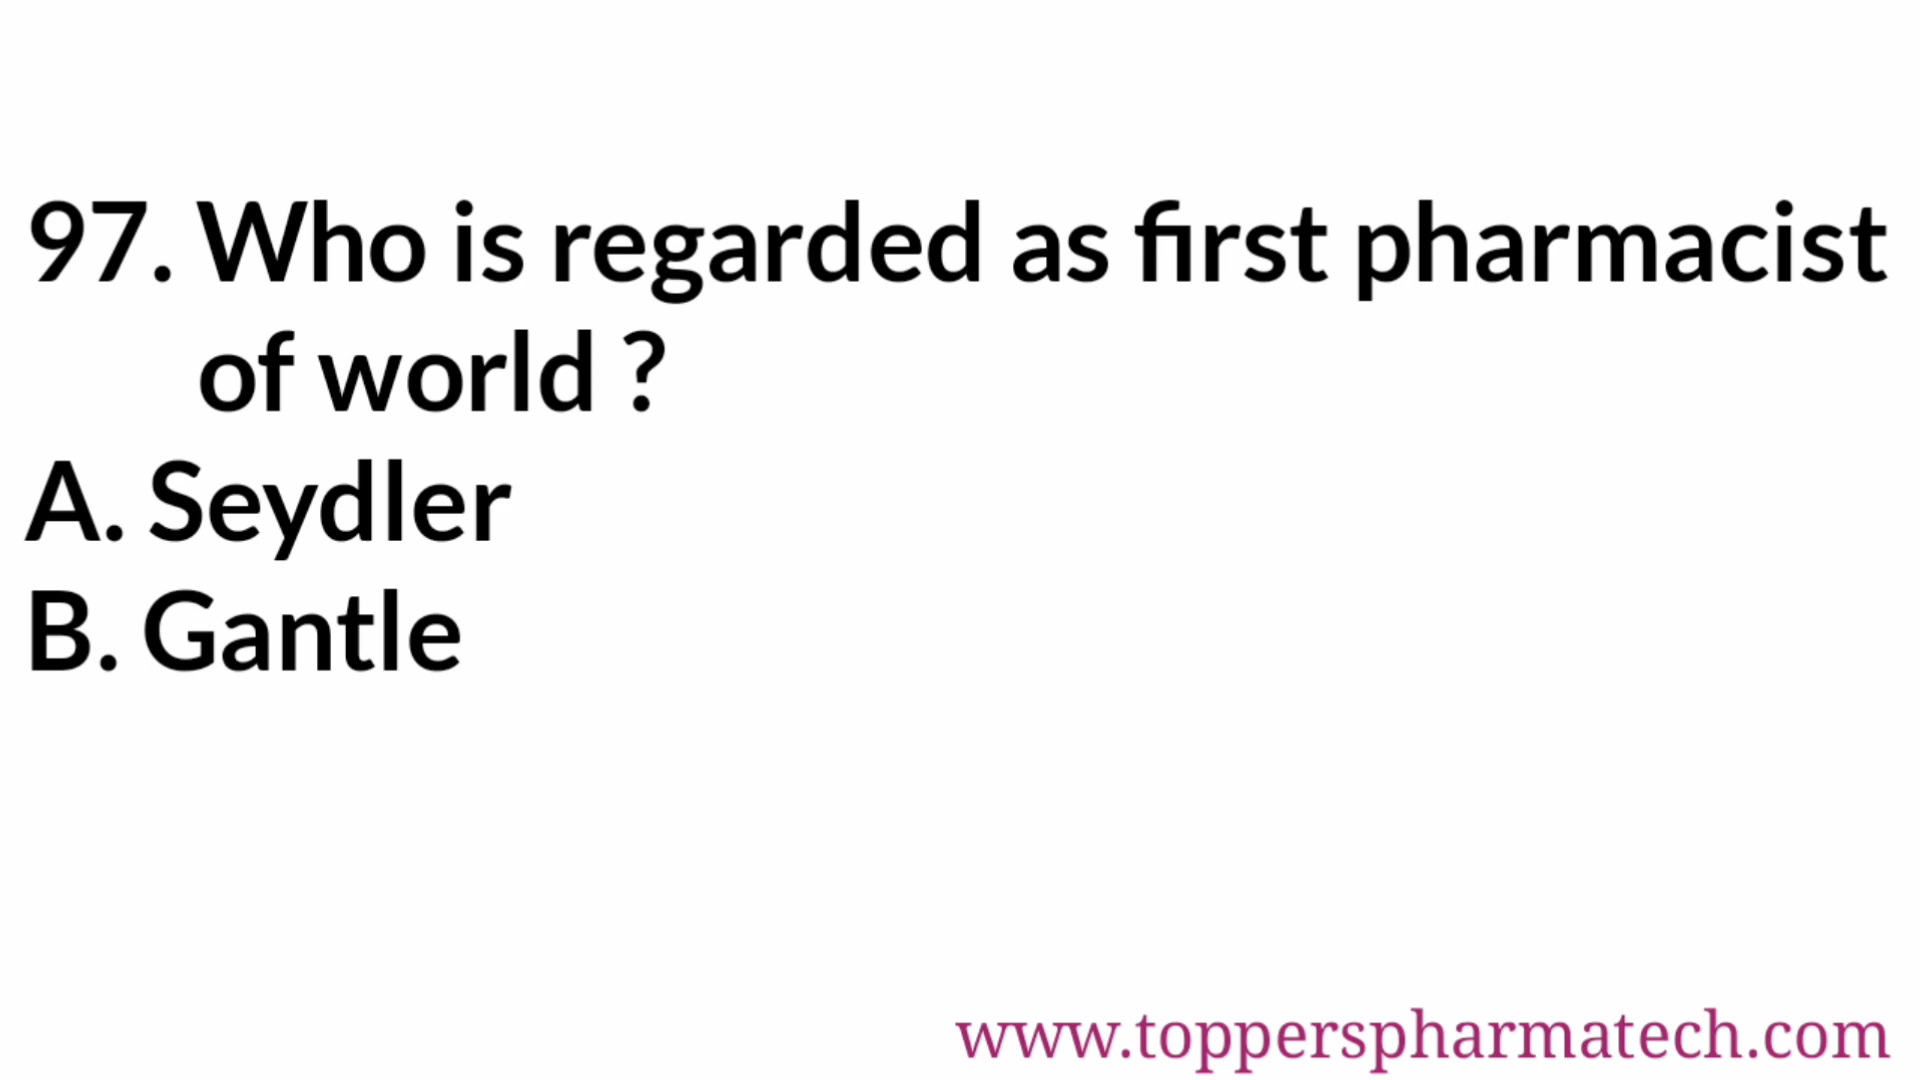 97. Who is regarded as first pharmacist
of world ?
A. Seydler
B. Gantle
www.topperspharmatech.com